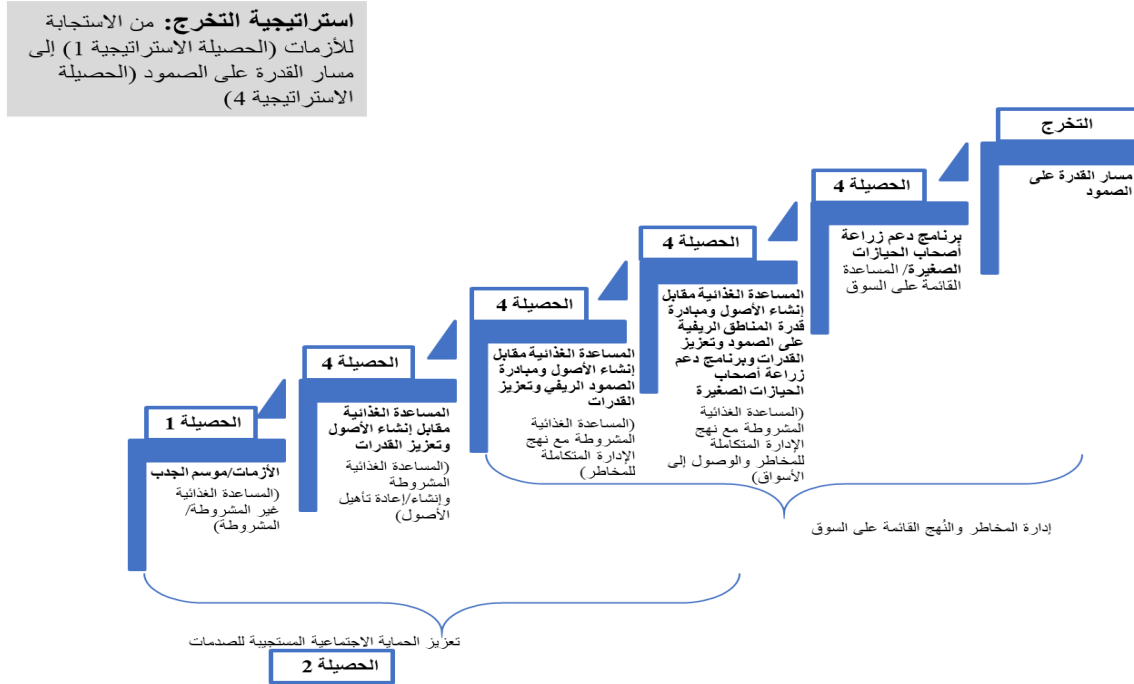 استراتيجية التخرج: من الاستجابة
للأزمات (الحصيلة الاستراتيجية 1) إلى
مسار القدرة على الصمود (الحصيلة
الاستراتيجية 4)
التخرج
مسار القدرة على
الصمود
الحصيلة 4
برنامج دعم زراعة
أصحاب الحيازات
الصغيرة/ المساعدة
القائمة على السوق
الحصيلة 4
المساعدة الغذائية مقابل
إنشاء الأصول ومبادرة
قدرة المناطق الريفية
على الصمود وتعزيز
القدرات وبرنامج دعم
زراعة أصحاب
الحيازات الصغيرة
(المساعدة الغذائية
المشروطة مع نهج
الإدارة المتكاملة
للمخاطر والوصول إلى
الأسواق)
الحصيلة 4
المساعدة الغذائية مقابل
إنشاء الأصول ومبادرة
الصمود الريفي وتعزيز
القدرات
(المساعدة الغذائية
المشروطة مع نهج
الإدارة المتكاملة
للمخاطر)
الحصيلة 4
المساعدة الغذائية
مقابل إنشاء الأصول
وتعزيز القدرات
(المساعدة الغذائية
المشروطة
وإنشاء/إعادة تأهيل
الأصول)
الحصيلة 1
الأزمات/موسم الجدب
(المساعدة الغذائية
غير المشروطة/
المشروطة)
إدارة المخاطر والنُهج القائمة على السوق
تعزيز الحماية الاجتماعية المستجيبة للصدمات
الحصيلة 2